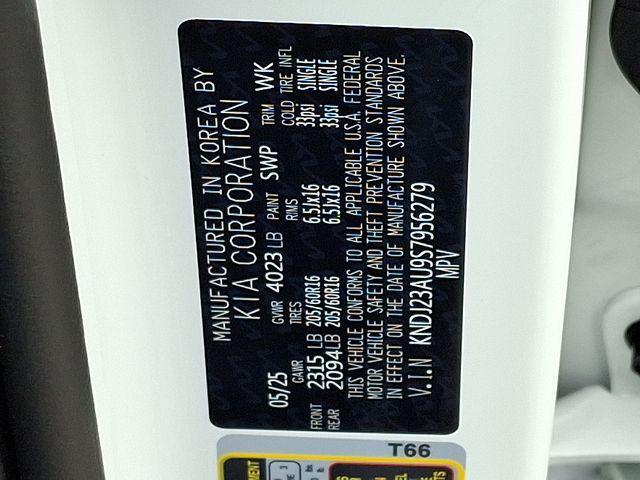 MANUFACTURED IN KOREA BY
KIA CORPORATION
05/25 GVWR 4023 LB PAINT SWP TRIM WK
GAWR TIRES RIMS COLD TIRE INFL
FRONT 2315 LB 205/60R16 6.5Jx16 33psi SINGLE
REAR 2094 LB 205/60R16 6.5Jx16 33psi SINGLE
THIS VEHICLE CONFORMS TO ALL APPLICABLE U.S.A. FEDERAL
MOTOR VEHICLE SAFETY AND THEFT PREVENTION STANDARDS
IN EFFECT ON THE DATE OF MANUFACTURE SHOWN ABOVE.
V.I.N KNDJ23AU9S7956279
MPV
T66